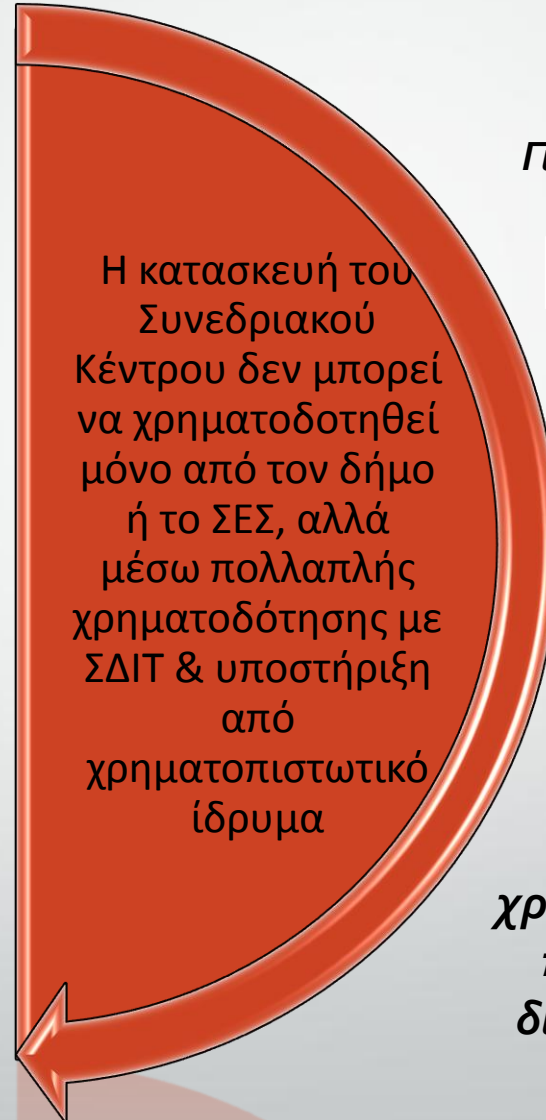 Η κατασκευή του
Συνεδριακού
Κέντρου δεν μπορεί
να χρηματοδοτηθεί
μόνο από τον δήμο
ή το ΣΕΣ, αλλά
μέσω πολλαπλής
χρηματοδότησης με
ΣΔΙΤ & υποστήριξη
από
χρηματοπιστωτικό
ίδρυμα